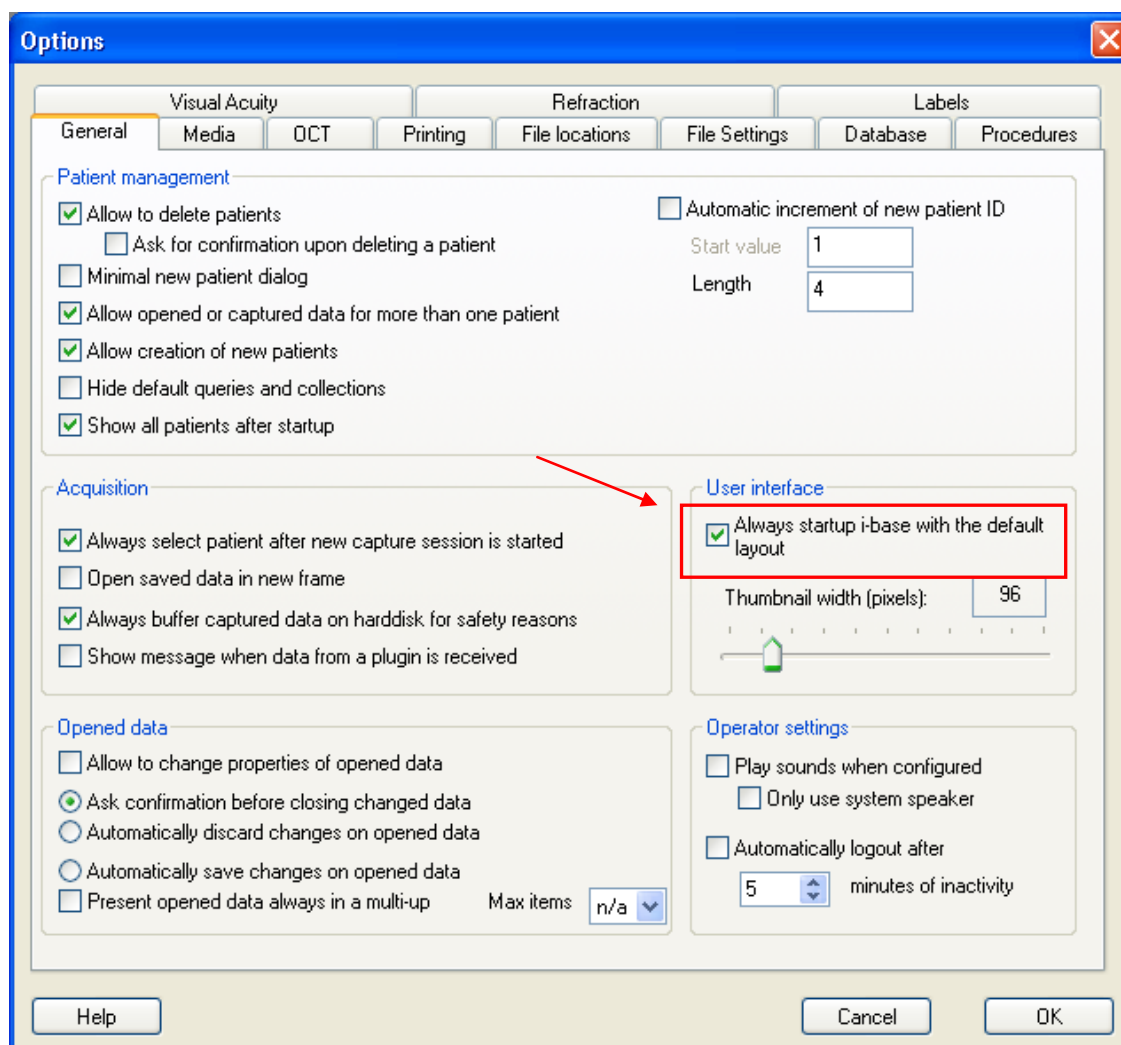 Options
Visual Acuity
Refraction
Labels
General
Media
OCT
Printing
File locations
File Settings
Database
Procedures
Patient management
Allow to delete patients
Ask for confirmation upon deleting a patient
Minimal new patient dialog
Allow opened or captured data for more than one patient
Allow creation of new patients
Hide default queries and collections
Show all patients after startup
Automatic increment of new patient ID
Start value 1
Length 4
Acquisition
Always select patient after new capture session is started
Open saved data in new frame
Always buffer captured data on harddisk for safety reasons
Show message when data from a plugin is received
User interface
Always startup i-base with the default
layout
Thumbnail width (pixels): 96
Opened data
Allow to change properties of opened data
Ask confirmation before closing changed data
Automatically discard changes on opened data
Automatically save changes on opened data
Present opened data always in a multi-up Max items n/a
Operator settings
Play sounds when configured
Only use system speaker
Automatically logout after
5 minutes of inactivity
Help
Cancel
OK